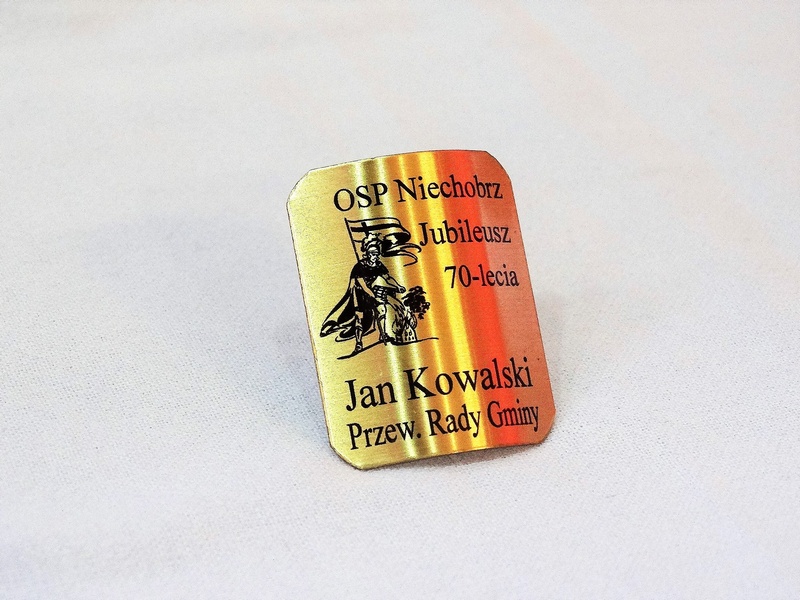 OSP Niechobrz
Jubileusz
70-lecia
Jan Kowalski
Przew. Rady Gminy